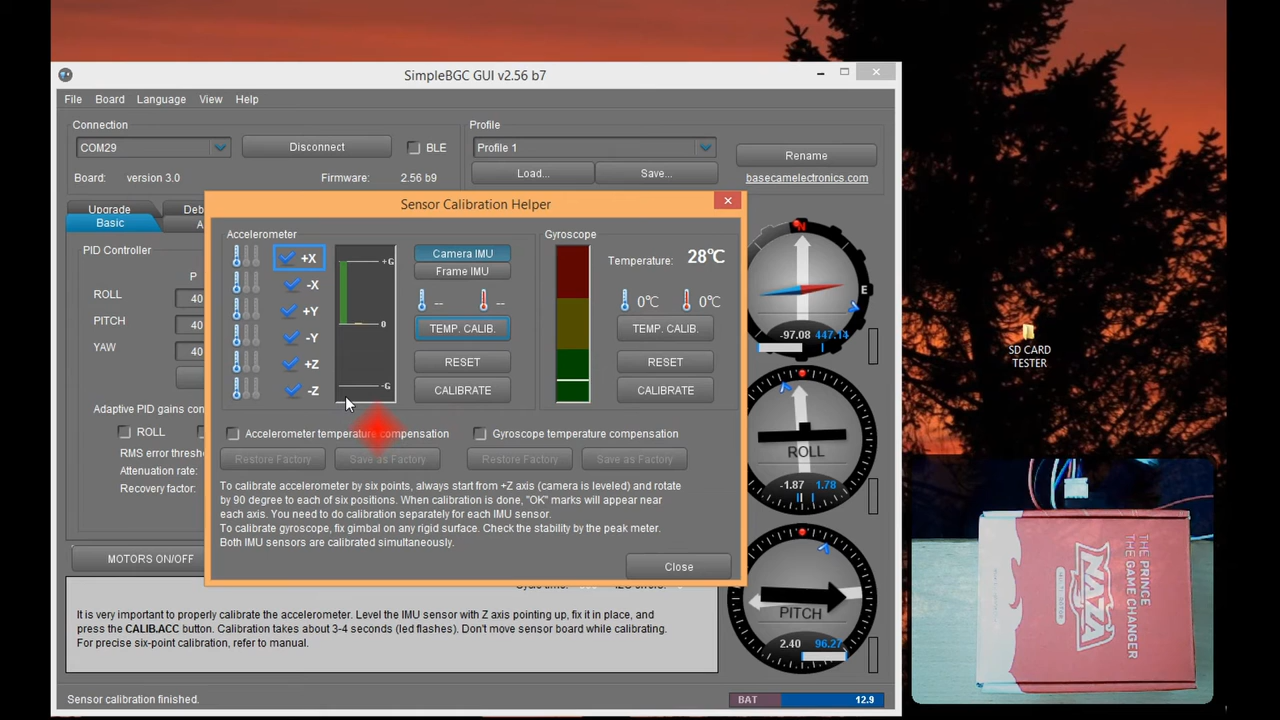 SimpleBGC GUI v2.56 b7
File Board Language View Help
Connection
COM29
Disconnect
BLE
Board: version 3.0 Firmware: 2.56 b9
Profile
Profile 1
Rename
Load...
Save...
basecamelectronics.com
Upgrade
Deb
Basic
A
PID Controller
P
ROLL 40
PITCH 40
YAW 40
Adaptive PID gains con
ROLL
RMS error thresho
Attenuation rate:
Recovery factor:
MOTORS ON/OFF
Sensor Calibration Helper
Accelerometer
+X
-X
+Y
-Y
+Z
-Z
+G
0
-G
Camera IMU
Frame IMU
-- --
TEMP. CALIB.
RESET
CALIBRATE
Gyroscope
Temperature: 28℃
0℃ 0℃
TEMP. CALIB.
RESET
CALIBRATE
Accelerometer temperature compensation
Gyroscope temperature compensation
Restore Factory
Save as Factory
Restore Factory
Save as Factory
To calibrate accelerometer by six points, always start from +Z axis (camera is leveled) and rotate
by 90 degree to each of six positions. When calibration is done, "OK" marks will appear near
each axis. You need to do calibration separately for each IMU sensor.
To calibrate gyroscope, fix gimbal on any rigid surface. Check the stability by the peak meter.
Both IMU sensors are calibrated simultaneously.
Close
It is very important to properly calibrate the accelerometer. Level the IMU sensor with Z axis pointing up, fix it in place, and
press the CALIB.ACC button. Calibration takes about 3-4 seconds (led flashes). Don't move sensor board while calibrating.
For precise six-point calibration, refer to manual.
Sensor calibration finished.
BAT 12.9
N
E
-97.08 447.14
ROLL
-1.87 1.78
PITCH
2.40 96.27
SD CARD
TESTER
THE PRINCE
THE GAME CHANGER
NAZA